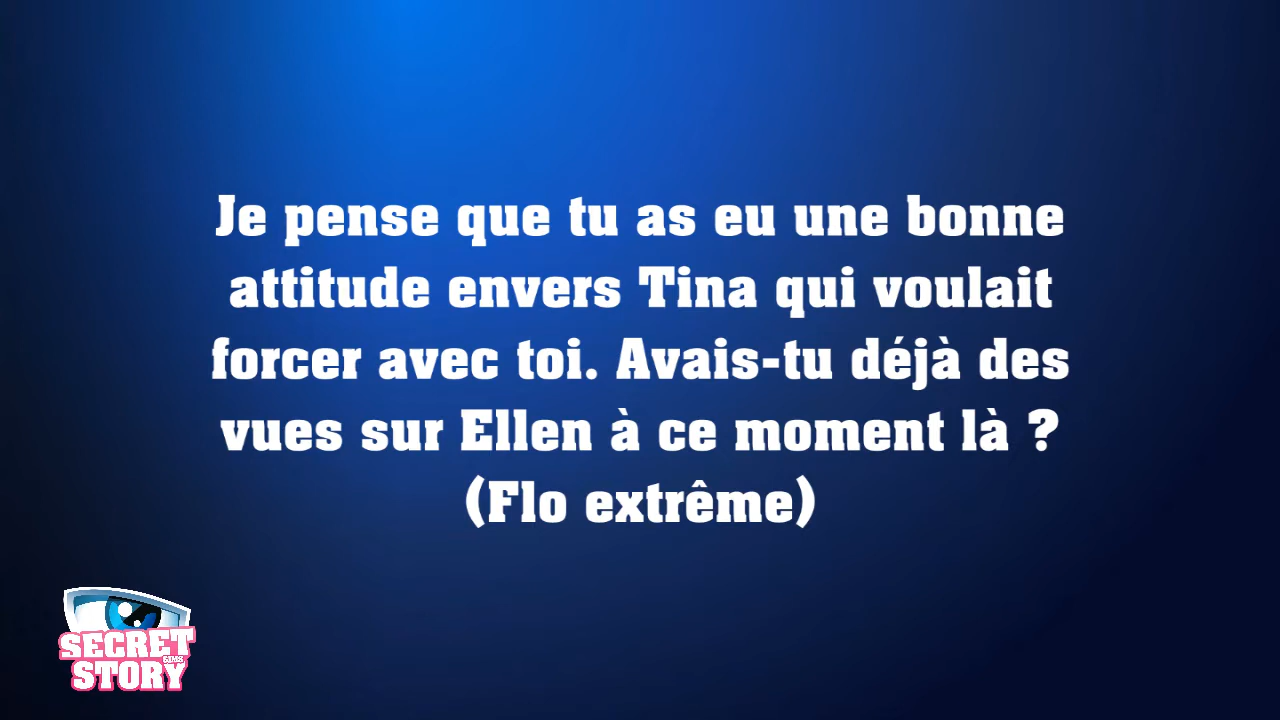 Je pense que tu as eu une bonne
attitude envers Tina qui voulait
forcer avec toi. Avais-tu déjà des
vues sur Ellen à ce moment là ?
(Flo extrême)
SECRET
SIMS
STORY